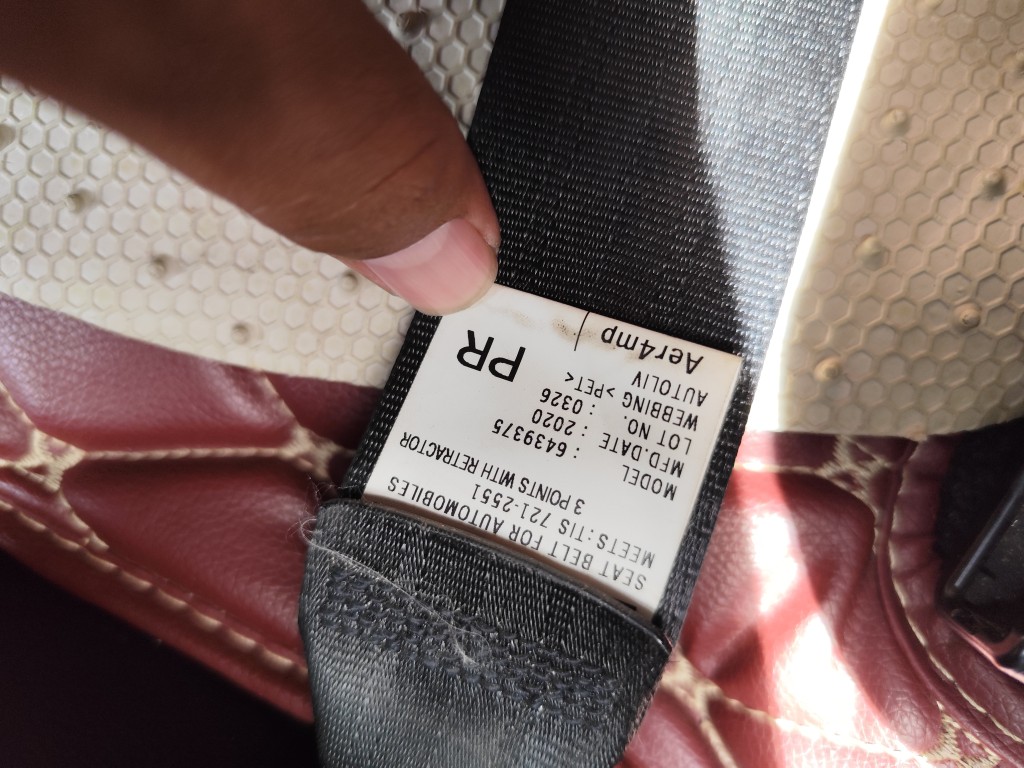 SEAT BELT FOR AUTOMOBILES
MEETS : TIS 721-2551
3 POINTS WITH RETRACTOR
MODEL : 6439375
MFD.DATE : 2020
LOT NO. : 0326
WEBBING >PET<
AUTOLIV
PR
Aer4mp